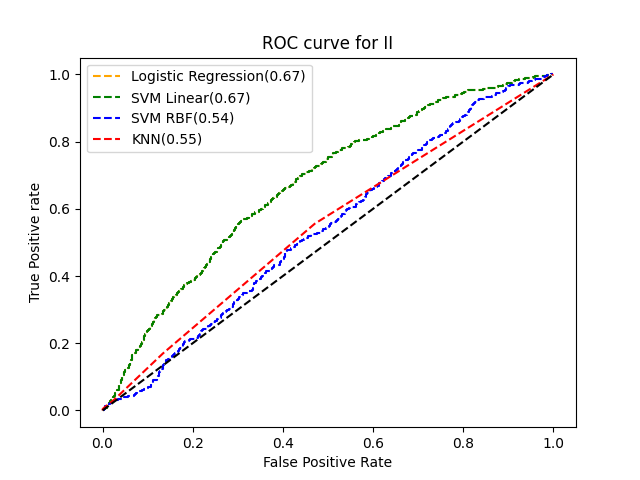 ROC curve for II
Logistic Regression(0.67)
SVM Linear(0.67)
SVM RBF(0.54)
KNN(0.55)
True Positive rate
1.0
0.8
0.6
0.4
0.2
0.0
0.0 0.2 0.4 0.6 0.8 1.0
False Positive Rate